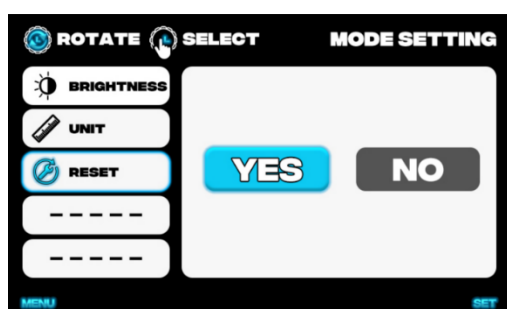 ROTATE SELECT MODE SETTING
BRIGHTNESS
UNIT
RESET
YES NO
- - - - -
- - - - -
MENU SET